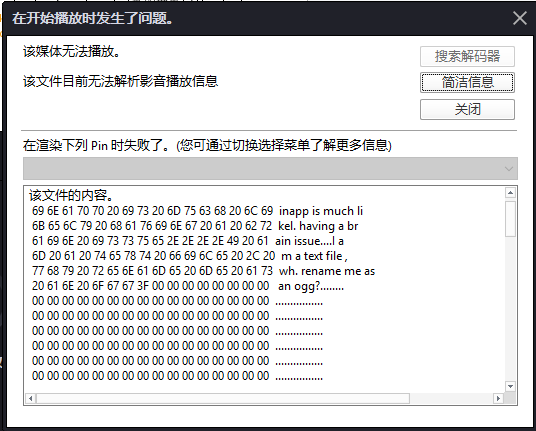 在开始播放时发生了问题。
该媒体无法播放。
搜索解码器
该文件目前无法解析影音播放信息
简洁信息
关闭
在渲染下列 Pin 时失败了。(您可通过切换选择菜单了解更多信息)
该文件的内容。
69 6E 61 70 70 20 69 73 20 6D 75 63 68 20 6C 69 inapp is much li
6B 65 6C 79 20 68 61 76 69 6E 67 20 61 20 62 72 kel. having a br
61 69 6E 20 69 73 73 75 65 2E 2E 2E 2E 49 20 61 ain issue....I a
6D 20 61 20 74 65 78 74 20 66 69 6C 65 20 2C 20 m a text file ,
77 68 79 20 72 65 6E 61 6D 65 20 6D 65 20 61 73 wh. rename me as
20 61 6E 20 6F 67 67 3F 00 00 00 00 00 00 00 00 an ogg?........
00 00 00 00 00 00 00 00 00 00 00 00 00 00 00 00 ................
00 00 00 00 00 00 00 00 00 00 00 00 00 00 00 00 ................
00 00 00 00 00 00 00 00 00 00 00 00 00 00 00 00 ................
00 00 00 00 00 00 00 00 00 00 00 00 00 00 00 00 ................
00 00 00 00 00 00 00 00 00 00 00 00 00 00 00 00 ................
00 00 00 00 00 00 00 00 00 00 00 00 00 00 00 00 ................